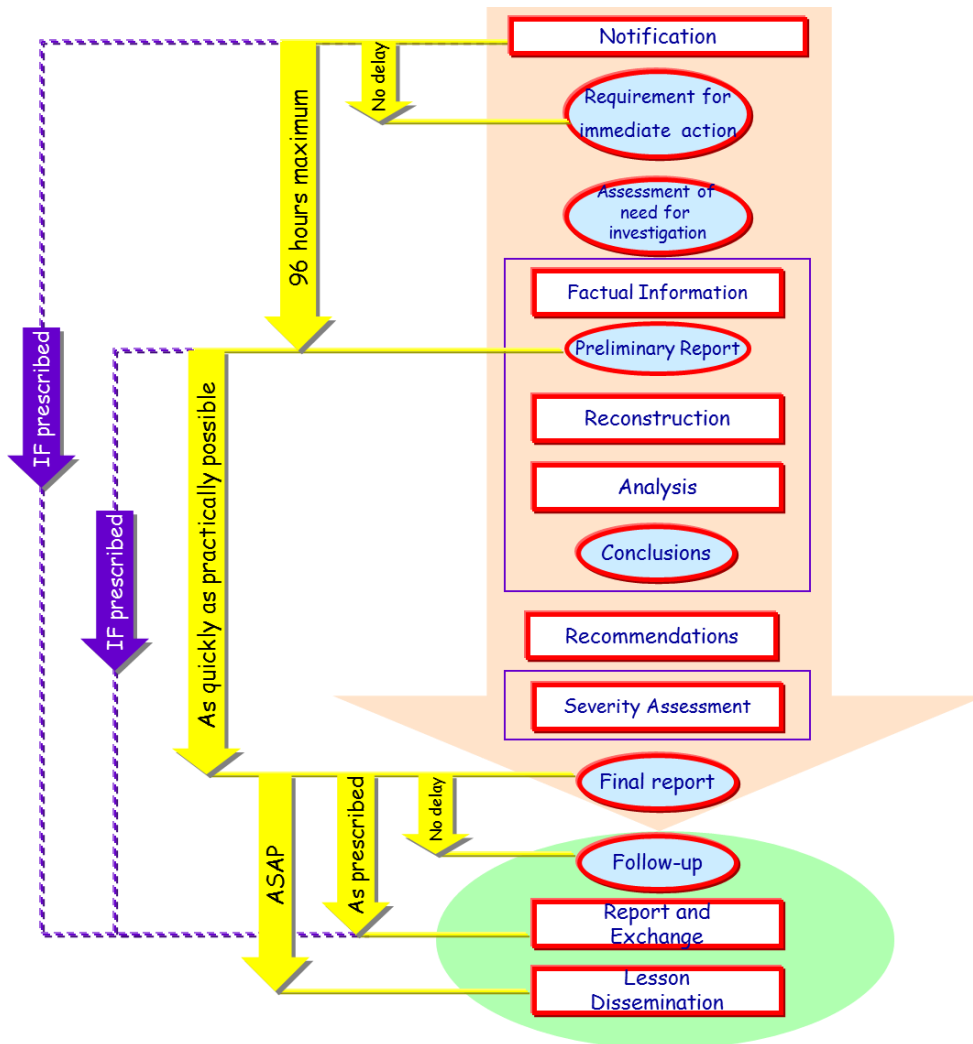 Notification
No delay
Requirement for
immediate action
96 hours maximum
Assessment of
need for
investigation
Factual Information
IF prescribed
Preliminary Report
As quickly as practically possible
Reconstruction
Analysis
IF prescribed
Conclusions
Recommendations
Severity Assessment
Final report
No delay
As prescribed
ASAP
Follow-up
Report and
Exchange
Lesson
Dissemination